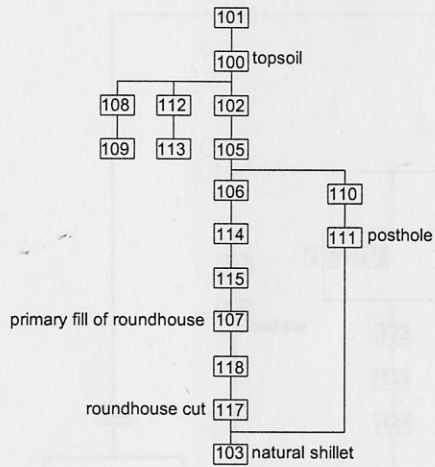 101
100 topsoil
108 112 102
109 113 105
106 110
114 111 posthole
115
primary fill of roundhouse 107
118
roundhouse cut 117
103 natural shillet